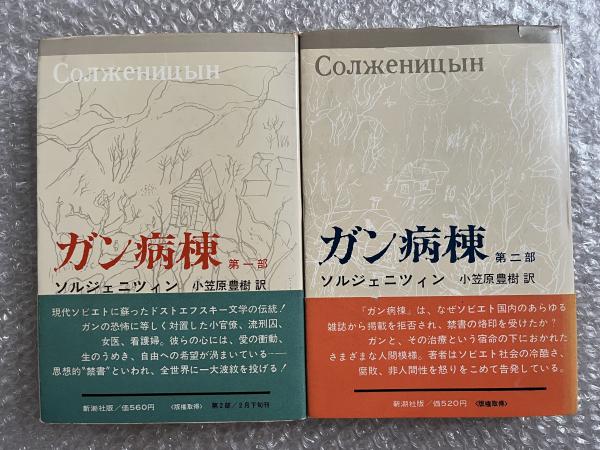 Солженицын
ガン病棟 第一部
ソルジェニツィン 小笠原豊樹 訳
現代ソビエトに蘇ったドストエフスキー文学の伝統!
ガンの恐怖に等しく対置した小官僚、流刑囚、
女医、看護婦。彼らの心には、愛の衝動、
生のうめき、自由への希望が渦まいている——
思想的“禁書”といわれ、全世界に一大波紋を投げる!
新潮社版/価560円 〈版権取得〉 第2部/2月下旬刊
Солженицын
ガン病棟 第二部
ソルジェニツィン 小笠原豊樹 訳
「ガン病棟」は、なぜソビエト国内のあらゆる
雑誌から掲載を拒否され、禁書の烙印を受けたか?
ガンと、その治療という宿命の下におかれた
さまざまな人間模様。著者はソビエト社会の冷酷さ、
腐敗、非人間性を怒りをこめて告発している。
新潮社版/価520円 〈版権取得〉